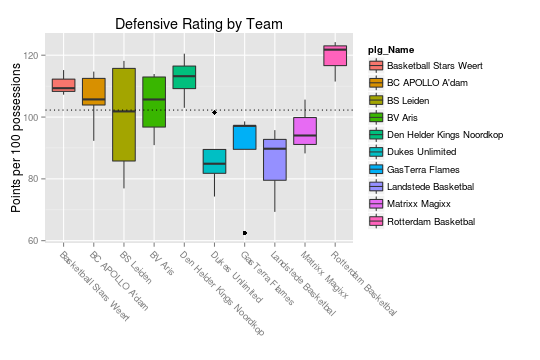 Defensive Rating by Team
Points per 100 possessions
120
100
80
60
Basketball Stars Weert
BC APOLLO A'dam
BS Leiden
BV Aris
Den Helder Kings Noordkop
Dukes Unlimited
GasTerra Flames
Landstede Basketbal
Matrixx Magixx
Rotterdam Basketbal
plg_Name
Basketball Stars Weert
BC APOLLO A'dam
BS Leiden
BV Aris
Den Helder Kings Noordkop
Dukes Unlimited
GasTerra Flames
Landstede Basketbal
Matrixx Magixx
Rotterdam Basketbal